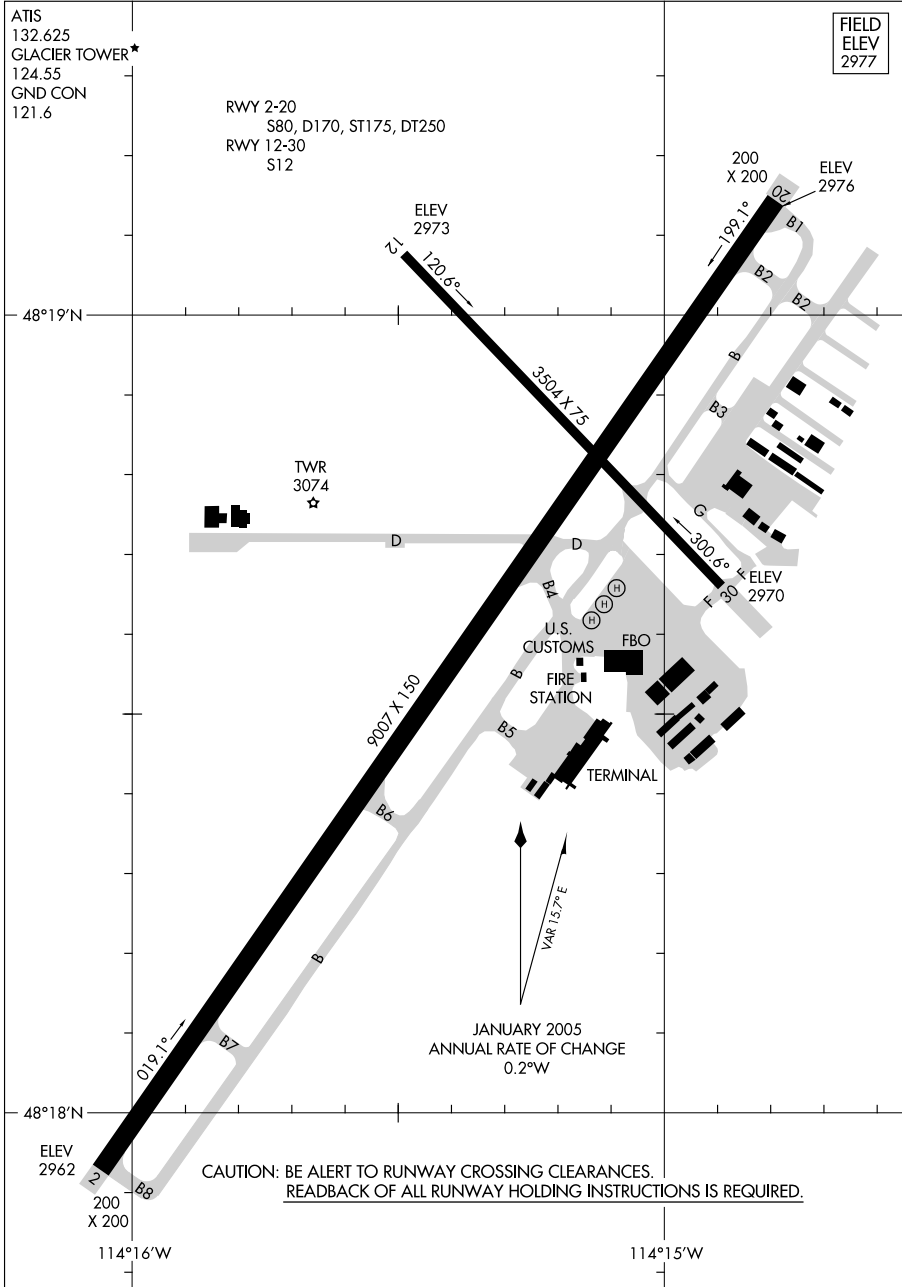 ATIS
132.625
GLACIER TOWER★
124.55
GND CON
121.6
FIELD
ELEV
2977
RWY 2-20
S80, D170, ST175, DT250
RWY 12-30
S12
200
X 200
ELEV
2976
20
B1
199.1°
ELEV
2973
12
120.6°
B2
B2
48°19'N
B
3504 X 75
B3
TWR
3074
G
D
D
300.6°
F
ELEV
2970
30
F
B4
H
H
H
U.S.
CUSTOMS
FBO
B
FIRE
STATION
9007 X 150
B5
TERMINAL
B6
VAR 15.7° E
B
JANUARY 2005
ANNUAL RATE OF CHANGE
0.2°W
019.1°
B7
48°18'N
ELEV
2962
2
B8
200
X 200
CAUTION: BE ALERT TO RUNWAY CROSSING CLEARANCES.
READBACK OF ALL RUNWAY HOLDING INSTRUCTIONS IS REQUIRED.
114°16'W
114°15'W